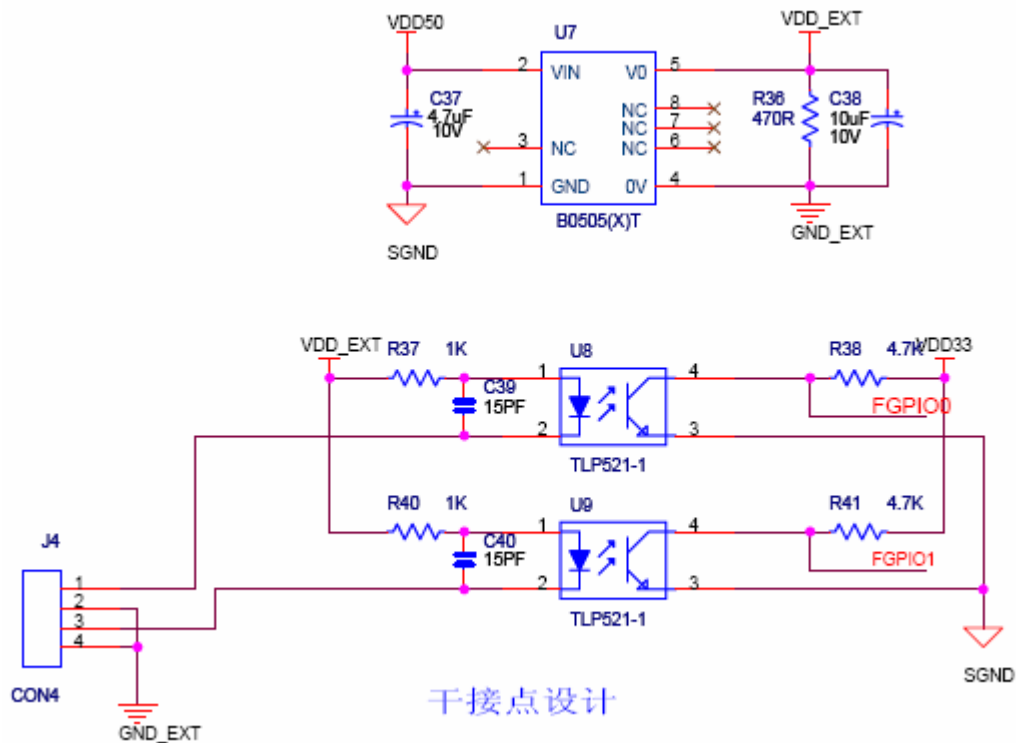 VDD50
VDD_EXT
U7
2 VIN V0 5
C37
4.7uF
10V
NC 8
NC 7
NC 6
3 NC
R36
470R
C38
10uF
10V
1 GND 0V 4
B0505(X)T
SGND
GND_EXT
VDD_EXT
R37 1K
U8
R38 4.7K
VDD33
1
4
C39
15PF
FGPIO0
2
3
TLP521-1
R40 1K
U9
R41 4.7K
1
4
C40
15PF
FGPIO1
2
3
TLP521-1
J4
1
2
3
4
CON4
GND_EXT
SGND
干接点设计